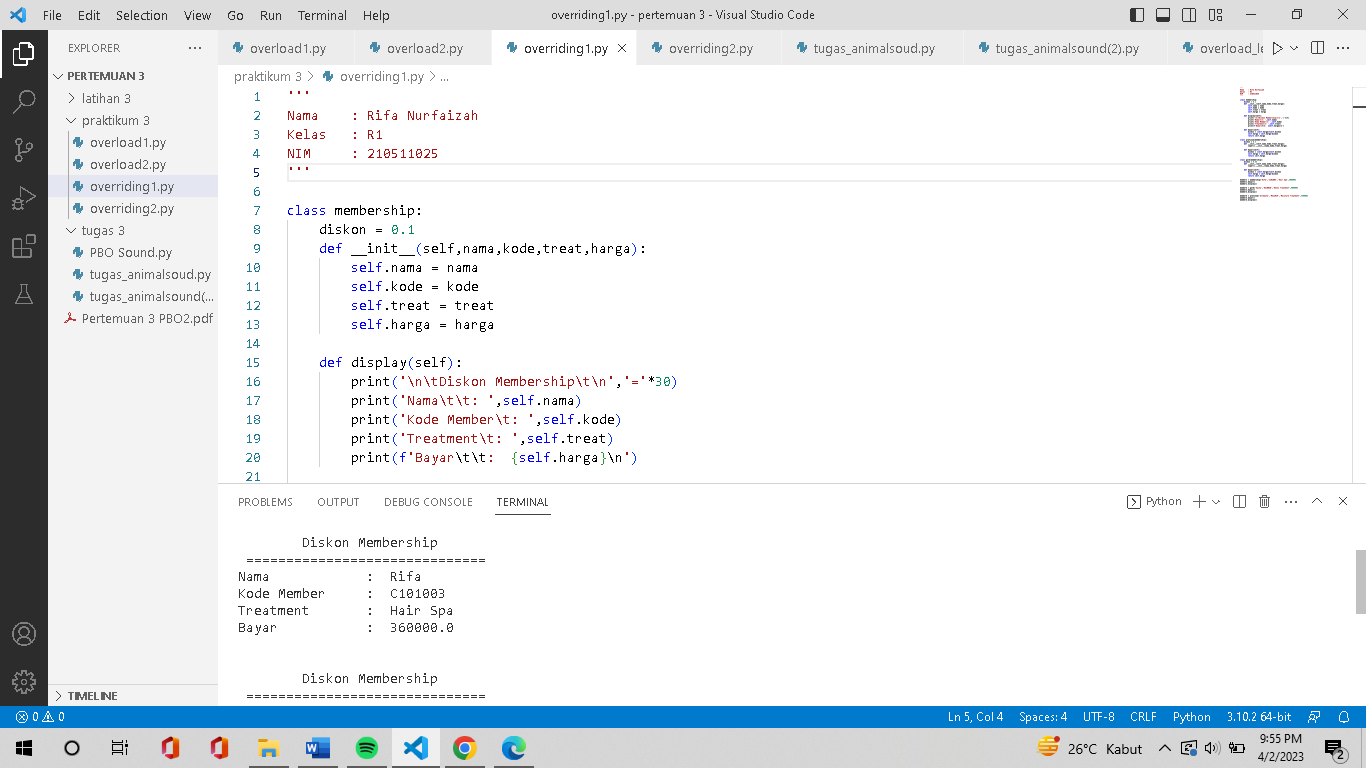 File Edit Selection View Go Run Terminal Help overriding1.py - pertemuan 3 - Visual Studio Code
EXPLORER
PERTEMUAN 3
latihan 3
praktikum 3
overload1.py
overload2.py
overriding1.py
overriding2.py
tugas 3
PBO Sound.py
tugas_animalsoud.py
tugas_animalsound(...
Pertemuan 3 PBO2.pdf
TIMELINE
overload1.py overload2.py overriding1.py overriding2.py tugas_animalsoud.py tugas_animalsound(2).py overload_le
praktikum 3 > overriding1.py > ...
1 '''
2 Nama : Rifa Nurfaizah
3 Kelas : R1
4 NIM : 210511025
5 '''
6
7 class membership:
8 diskon = 0.1
9 def __init__(self,nama,kode,treat,harga):
10 self.nama = nama
11 self.kode = kode
12 self.treat = treat
13 self.harga = harga
14
15 def display(self):
16 print('\n\tDiskon Membership\t\n','='*30)
17 print('Nama\t\t: ',self.nama)
18 print('Kode Member\t: ',self.kode)
19 print('Treatment\t: ',self.treat)
20 print(f'Bayar\t\t:  {self.harga}\n')
21
PROBLEMS OUTPUT DEBUG CONSOLE TERMINAL Python
Diskon Membership
==============================
Nama : Rifa
Kode Member : C101003
Treatment : Hair Spa
Bayar : 360000.0
Diskon Membership
==============================
0 0 Ln 5, Col 4 Spaces: 4 UTF-8 CRLF Python 3.10.2 64-bit
26°C Kabut 9:55 PM
4/2/2023
2